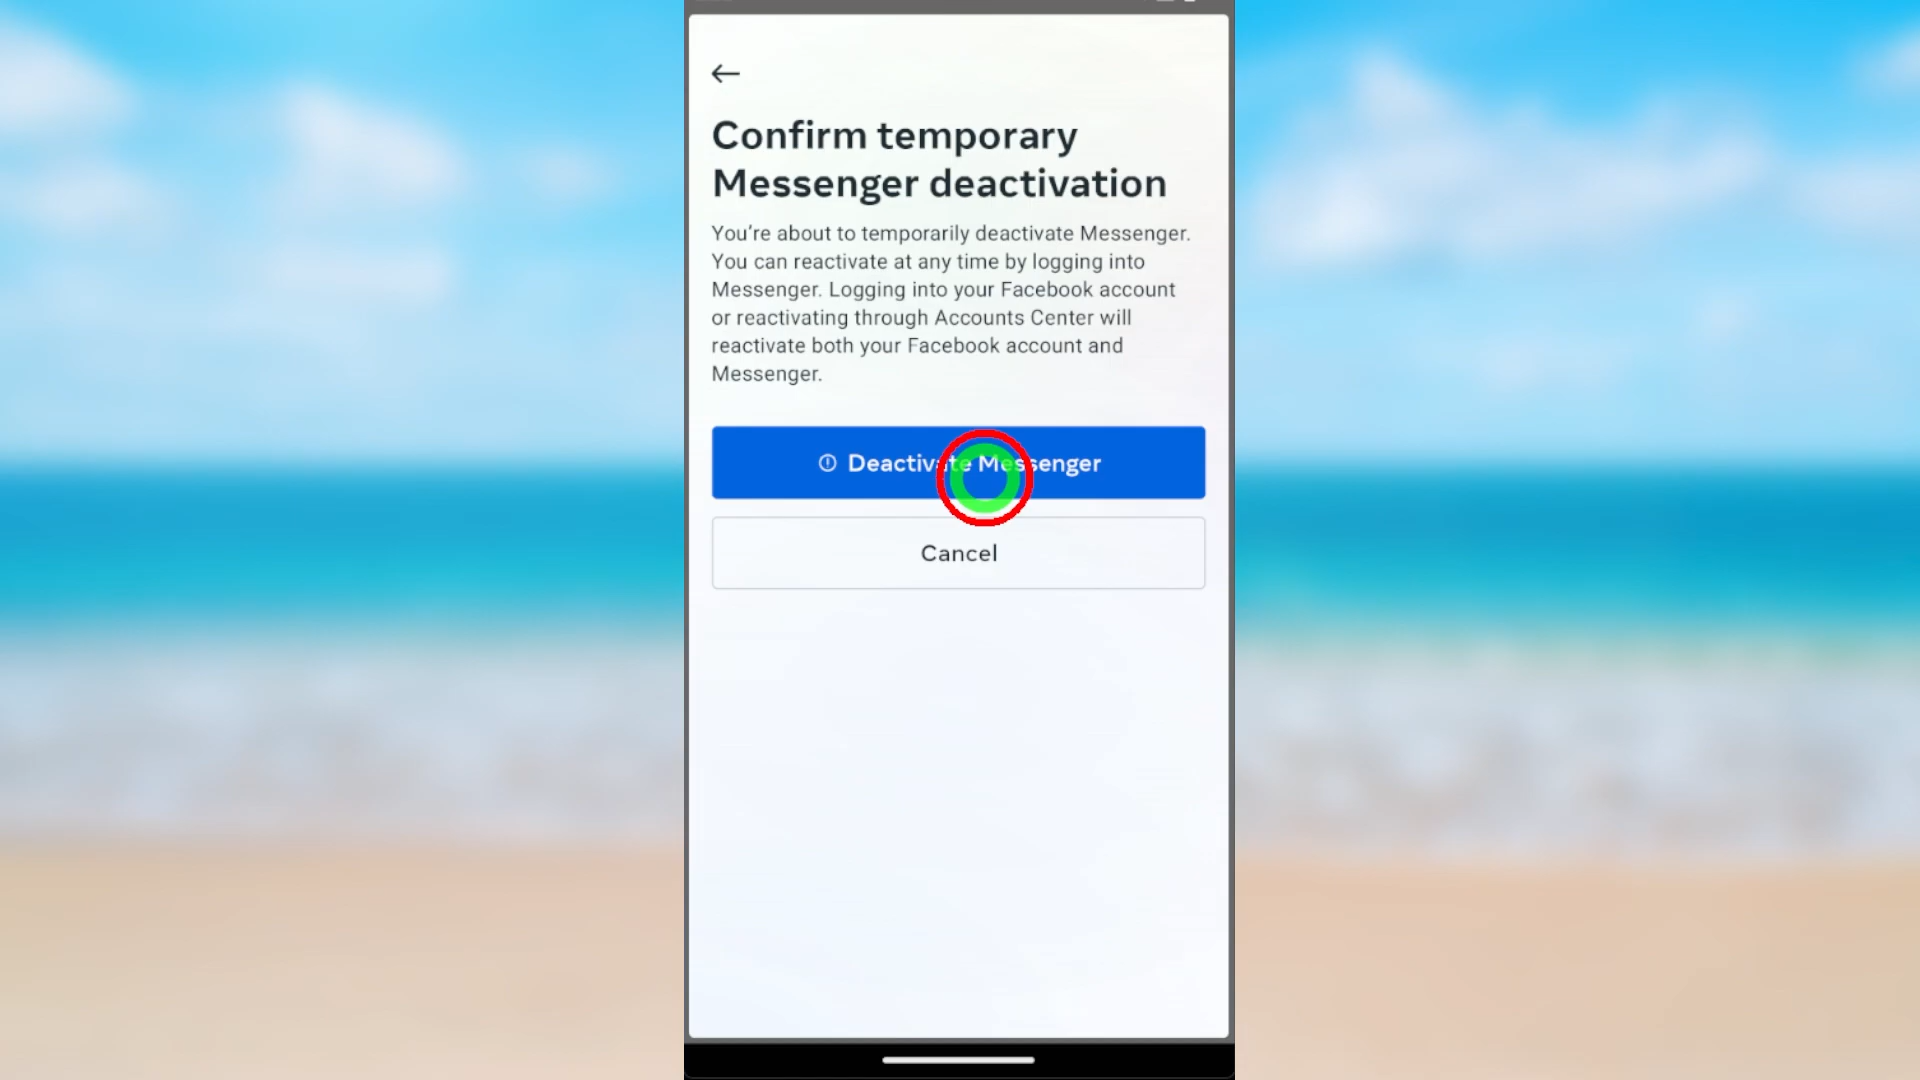 Confirm temporary
Messenger deactivation
You're about to temporarily deactivate Messenger.
You can reactivate at any time by logging into
Messenger. Logging into your Facebook account
or reactivating through Accounts Center will
reactivate both your Facebook account and
Messenger.
Deactivate Messenger
Cancel